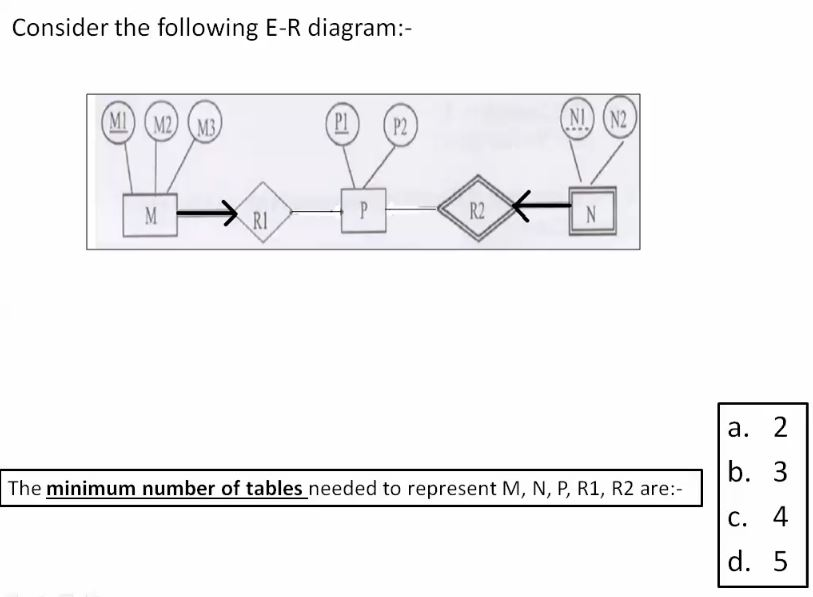 Consider the following E-R diagram:-
M1 M2 M3 P1 P2 N1 N2
M R1 P R2 N
a. 2
b. 3
The minimum number of tables needed to represent M, N, P, R1, R2 are:-
c. 4
d. 5